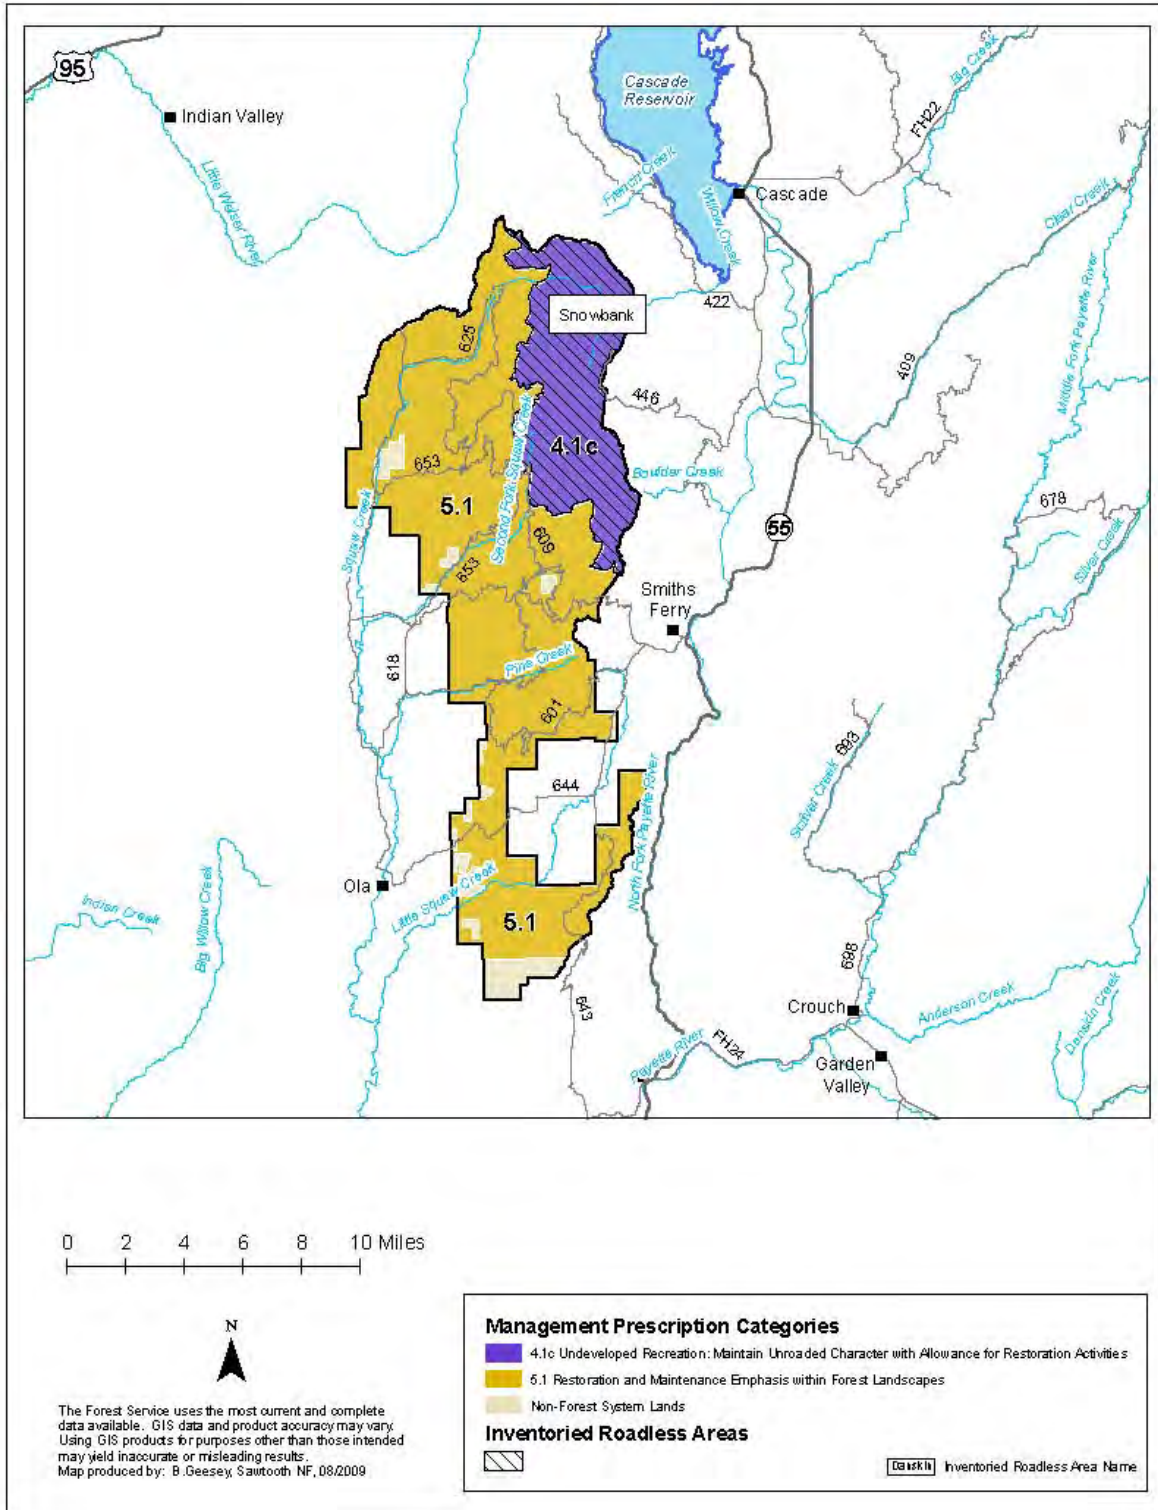 95
Indian Valley
Little Weiser River
Cascade
Reservoir
French Creek
Willow Creek
Cascade
Big Creek
FH22
Clear Creek
Middle Fork Payette River
422
409
Snowbank
625
446
4.1c
Second Fork Squaw Creek
653
5.1
Boulder Creek
678
Silver Creek
55
Squaw Creek
609
653
Smiths
Ferry
618
Pine Creek
601
693
Scriver Creek
644
North Fork Payette River
Ola
Little Squaw Creek
Indian Creek
Big Willow Creek
5.1
698
643
Crouch
Anderson Creek
Danskin Creek
FH24
Payette River
Garden
Valley
0 2 4 6 8 10 Miles
N
The Forest Service uses the most current and complete
data available. GIS data and product accuracy may vary.
Using GIS products for purposes other than those intended
may yield inaccurate or misleading results.
Map produced by: B.Geesey, Sawtooth NF, 08/2009
Management Prescription Categories
4.1c Undeveloped Recreation: Maintain Unroaded Character with Allowance for Restoration Activities
5.1 Restoration and Maintenance Emphasis within Forest Landscapes
Non-Forest System Lands
Inventoried Roadless Areas
Danskin Inventoried Roadless Area Name